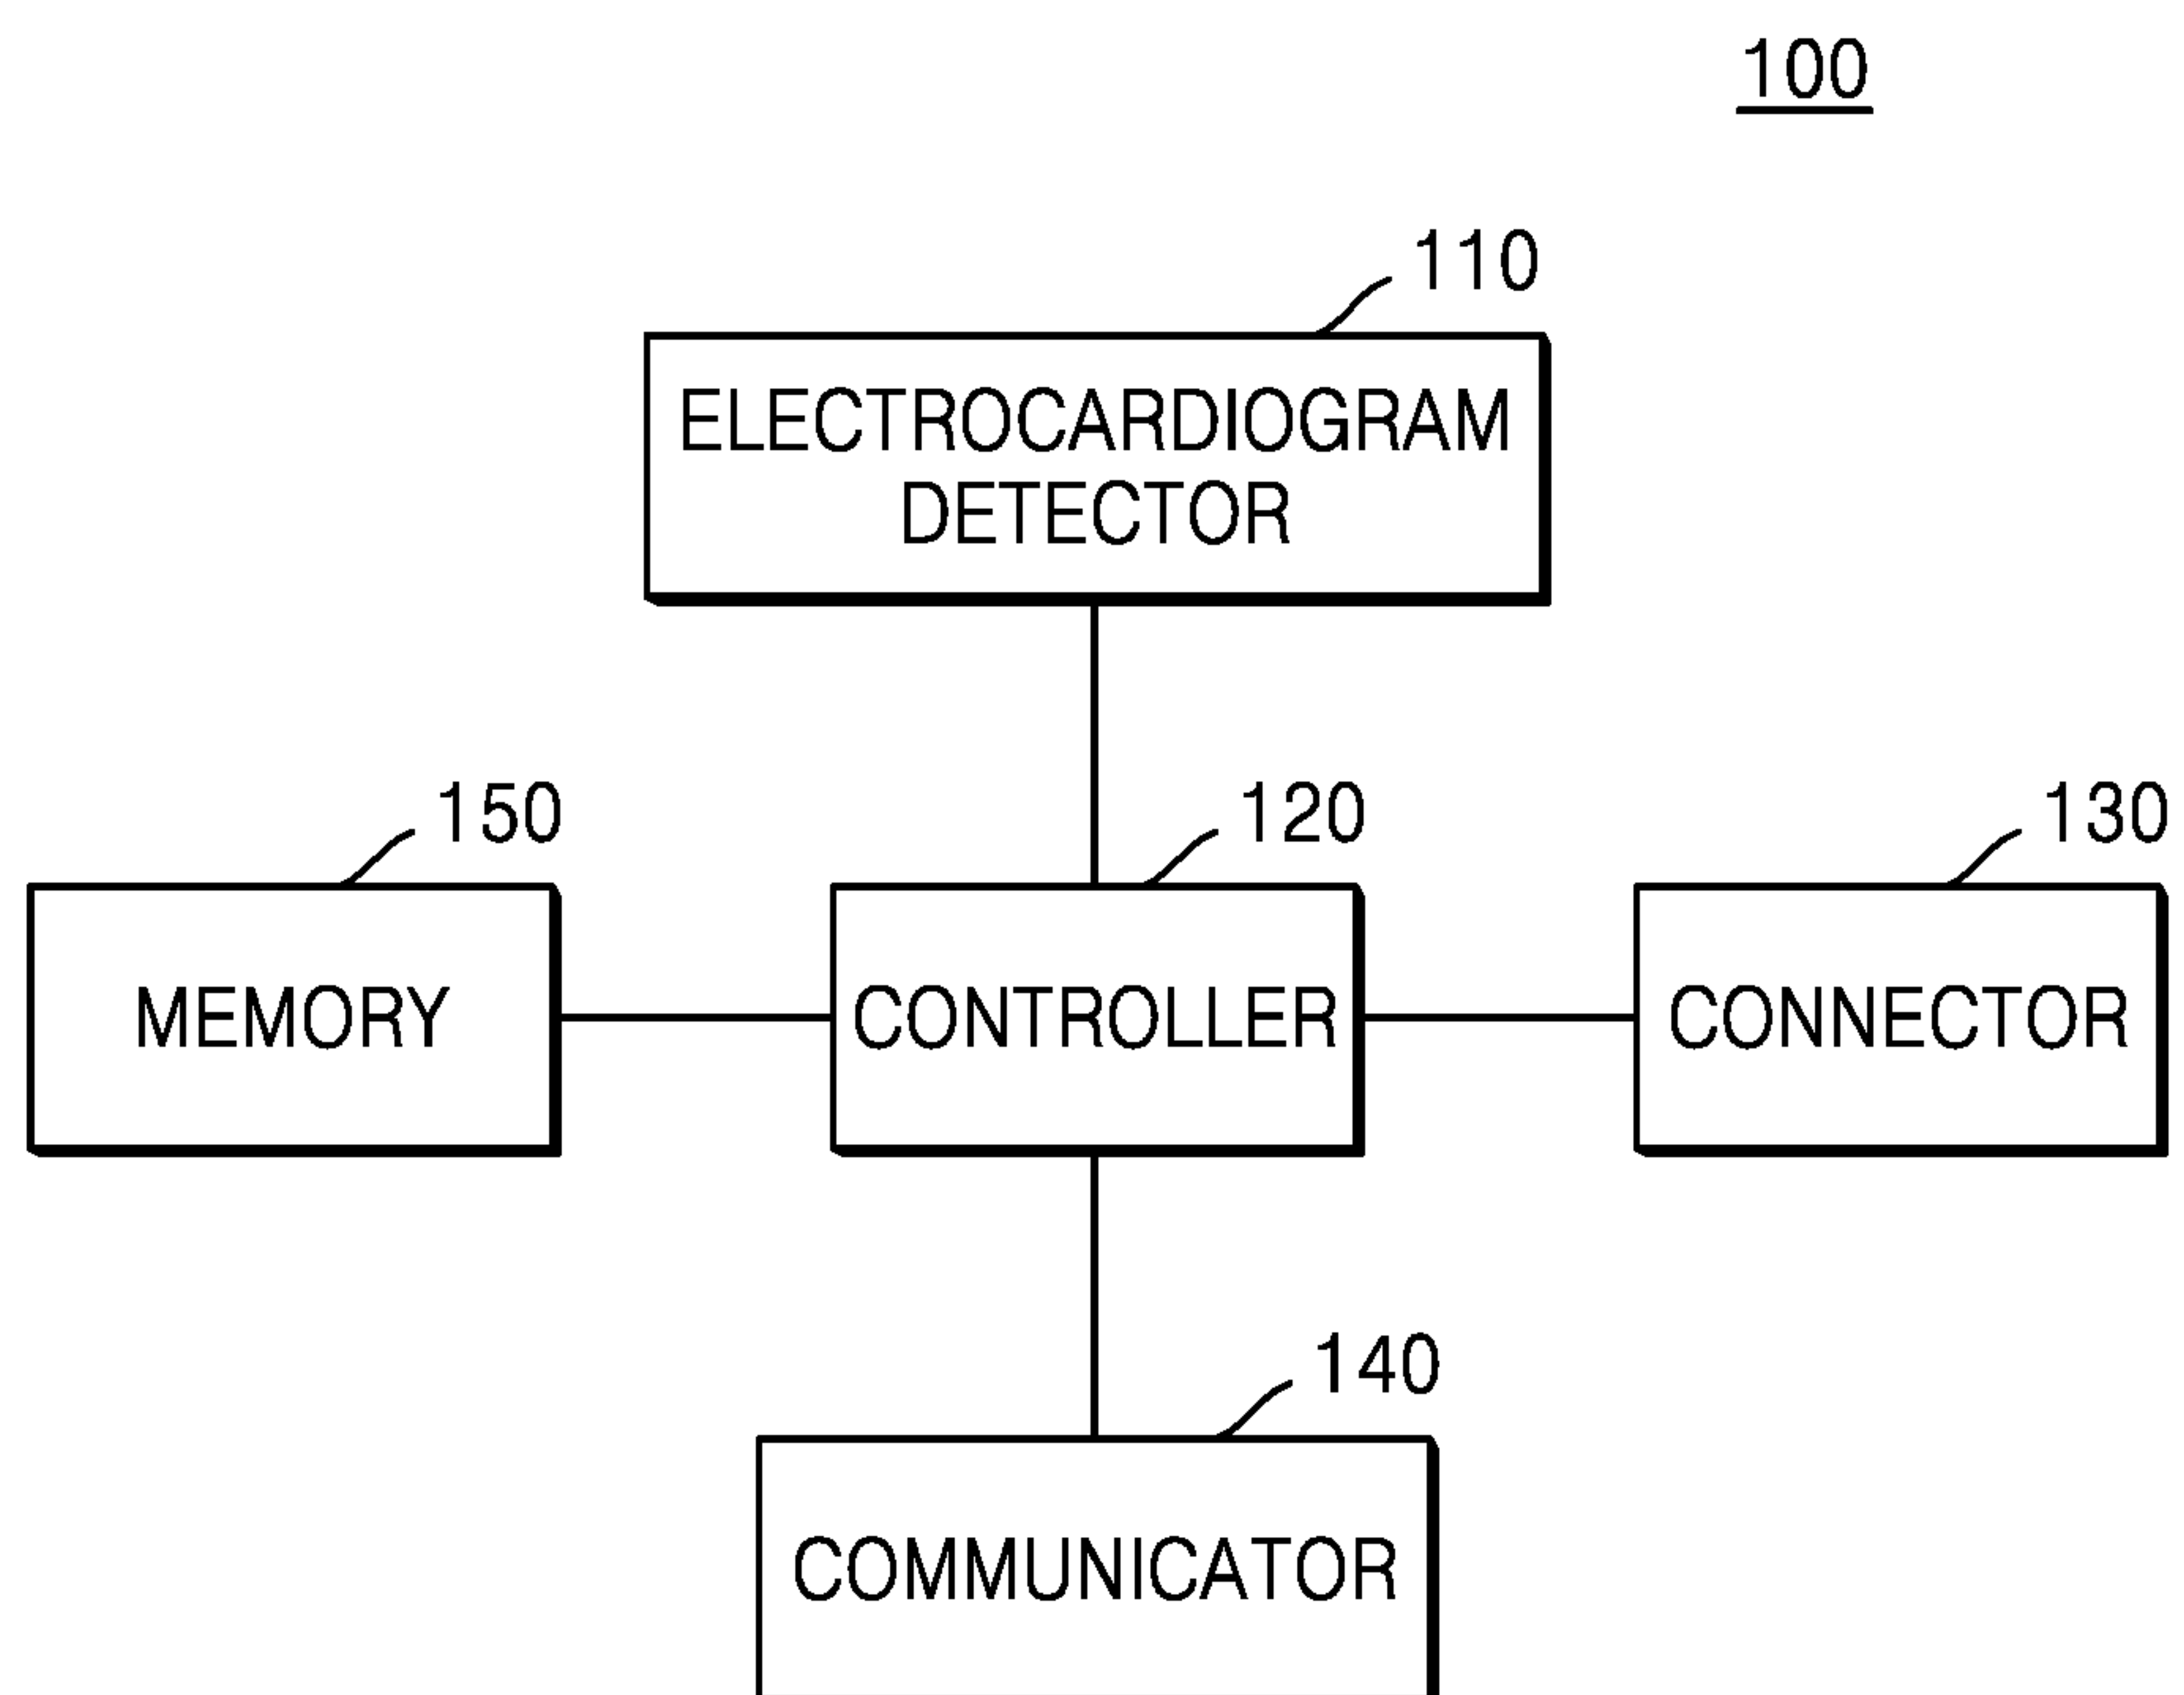 100
110
ELECTROCARDIOGRAM
DETECTOR
150
120
130
MEMORY
CONTROLLER
CONNECTOR
140
COMMUNICATOR